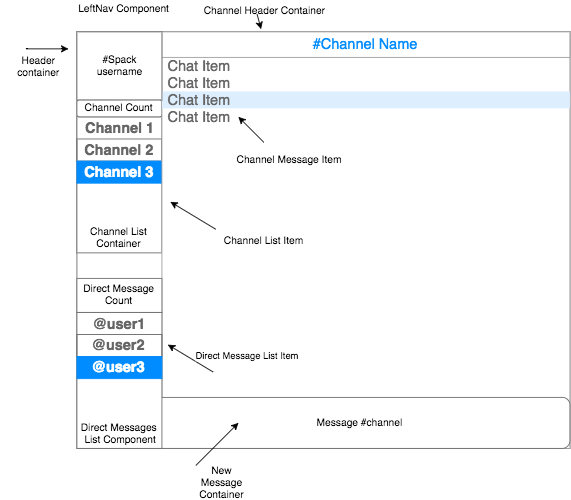 LeftNav Component
Channel Header Container
Header
container
#Spack
username
#Channel Name
Chat Item
Chat Item
Chat Item
Chat Item
Channel Count
Channel 1
Channel 2
Channel 3
Channel Message Item
Channel List
Container
Channel List Item
Direct Message
Count
@user1
@user2
@user3
Direct Message List Item
Direct Messages
List Component
Message #channel
New
Message
Container